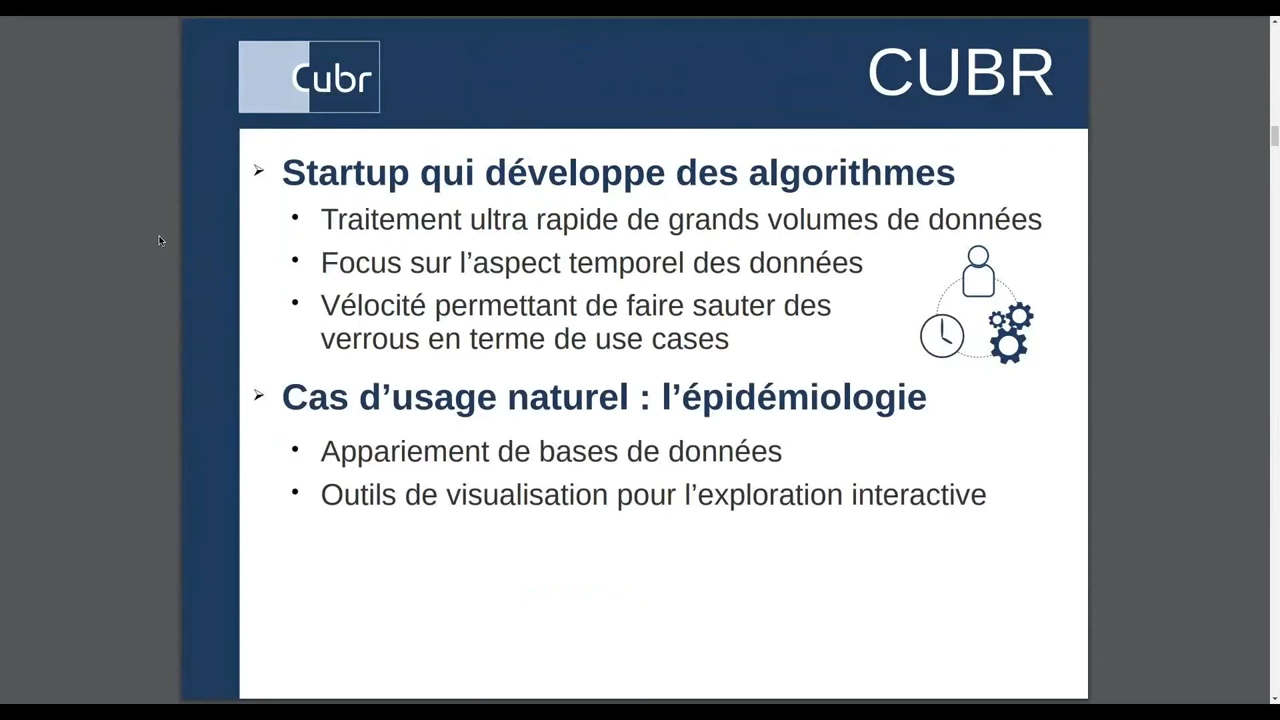 Cubr
CUBR
Startup qui développe des algorithmes
Traitement ultra rapide de grands volumes de données
Focus sur l’aspect temporel des données
Vélocité permettant de faire sauter des
verrous en terme de use cases
Cas d’usage naturel : l’épidémiologie
Appariement de bases de données
Outils de visualisation pour l’exploration interactive